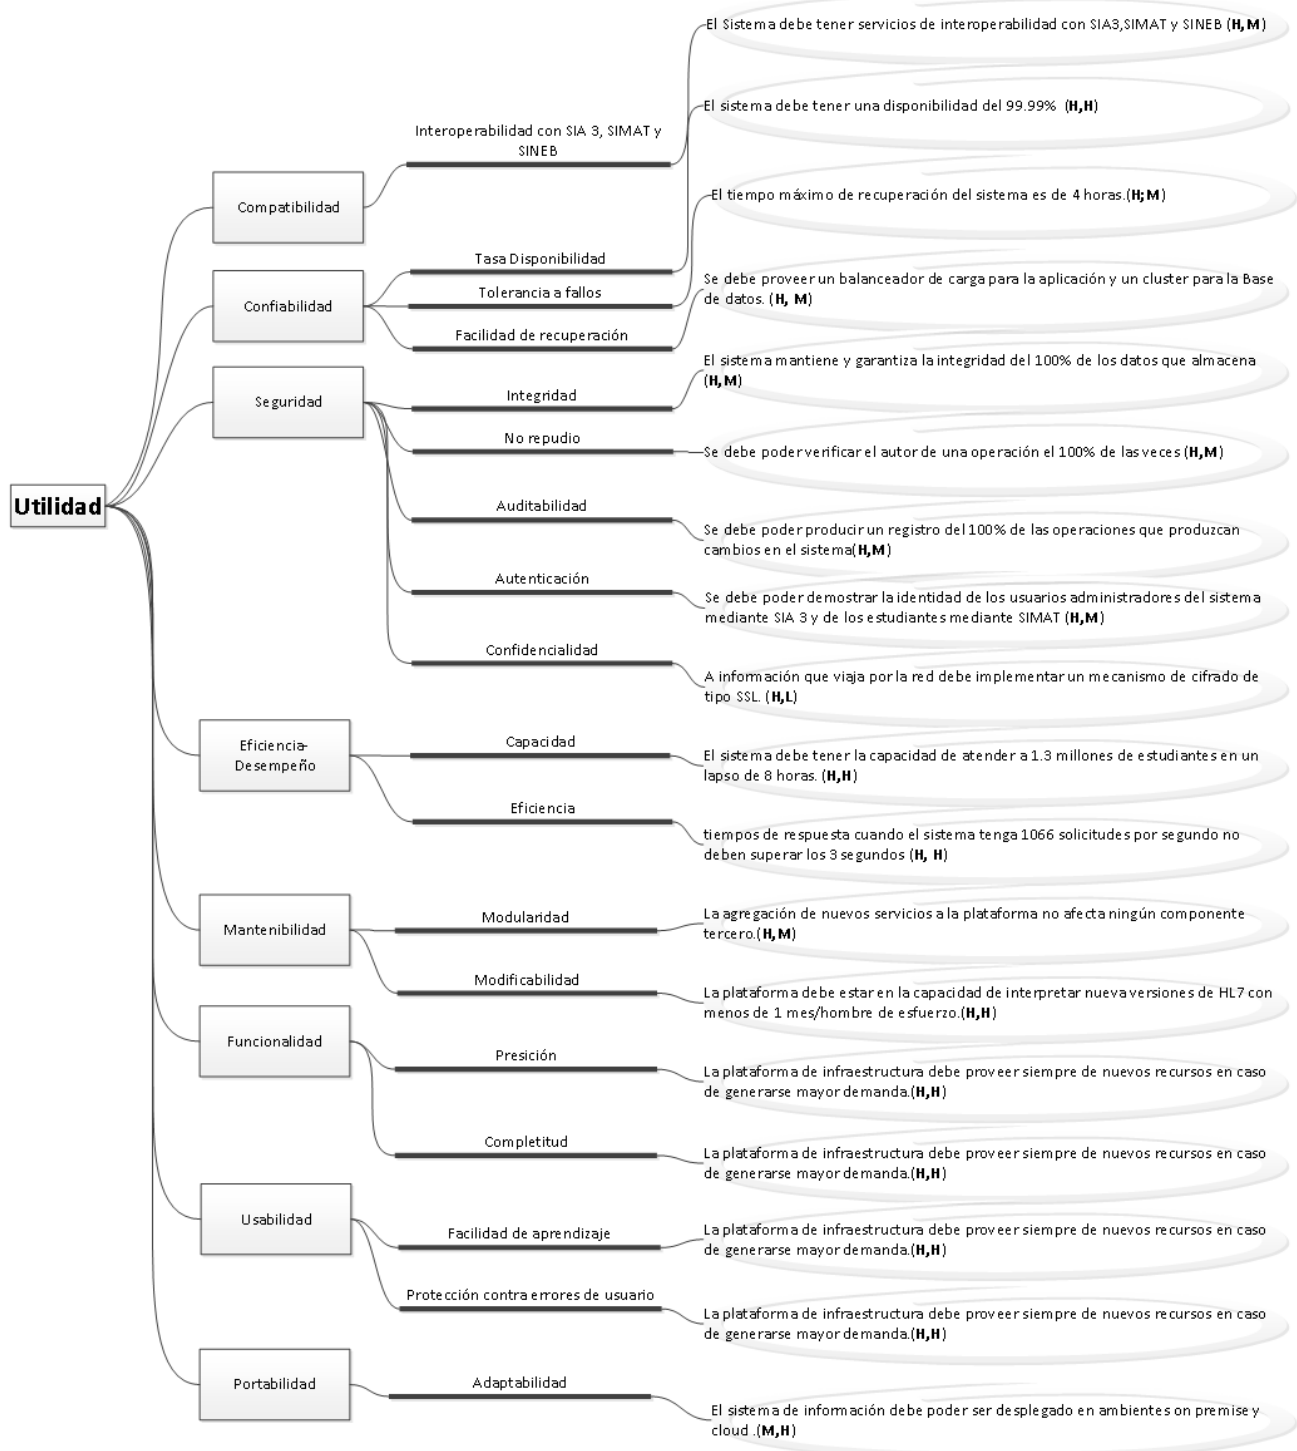 Utilidad
Compatibilidad
Interoperabilidad con SIA 3, SIMAT y
SINEB
El Sistema debe tener servicios de interoperabilidad con SIA3,SIMAT y SINEB (H,M)
Confiabilidad
Tasa Disponibilidad
El sistema debe tener una disponibilidad del 99.99% (H,H)
Tolerancia a fallos
El tiempo máximo de recuperación del sistema es de 4 horas.(H;M)
Facilidad de recuperación
Se debe proveer un balanceador de carga para la aplicación y un cluster para la Base
de datos. (H, M)
Seguridad
Integridad
El sistema mantiene y garantiza la integridad del 100% de los datos que almacena
(H,M)
No repudio
Se debe poder verificar el autor de una operación el 100% de las veces (H,M)
Auditabilidad
Se debe poder producir un registro del 100% de las operaciones que produzcan
cambios en el sistema(H,M)
Autenticación
Se debe poder demostrar la identidad de los usuarios administradores del sistema
mediante SIA 3 y de los estudiantes mediante SIMAT (H,M)
Confidencialidad
A información que viaja por la red debe implementar un mecanismo de cifrado de
tipo SSL. (H,L)
Eficiencia-
Desempeño
Capacidad
El sistema debe tener la capacidad de atender a 1.3 millones de estudiantes en un
lapso de 8 horas. (H,H)
Eficiencia
tiempos de respuesta cuando el sistema tenga 1066 solicitudes por segundo no
deben superar los 3 segundos (H, H)
Mantenibilidad
Modularidad
La agregación de nuevos servicios a la plataforma no afecta ningún componente
tercero.(H,M)
Modificabilidad
La plataforma debe estar en la capacidad de interpretar nueva versiones de HL7 con
menos de 1 mes/hombre de esfuerzo.(H,H)
Funcionalidad
Presición
La plataforma de infraestructura debe proveer siempre de nuevos recursos en caso
de generarse mayor demanda.(H,H)
Completitud
La plataforma de infraestructura debe proveer siempre de nuevos recursos en caso
de generarse mayor demanda.(H,H)
Usabilidad
Facilidad de aprendizaje
La plataforma de infraestructura debe proveer siempre de nuevos recursos en caso
de generarse mayor demanda.(H,H)
Protección contra errores de usuario
La plataforma de infraestructura debe proveer siempre de nuevos recursos en caso
de generarse mayor demanda.(H,H)
Portabilidad
Adaptabilidad
El sistema de información debe poder ser desplegado en ambientes on premise y
cloud .(M,H)